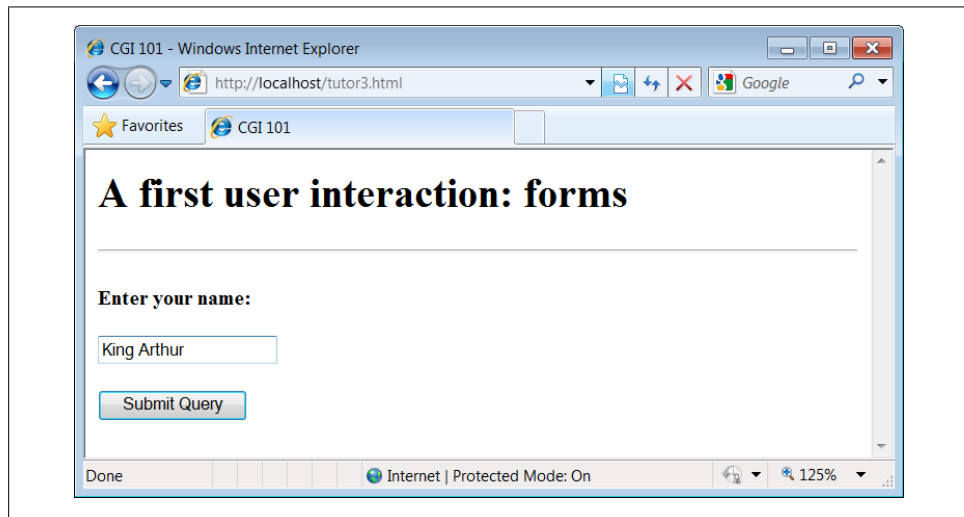 CGI 101 - Windows Internet Explorer
http://localhost/tutor3.html
Google
Favorites
CGI 101
A first user interaction: forms
Enter your name:
King Arthur
Submit Query
Done
Internet | Protected Mode: On
125%